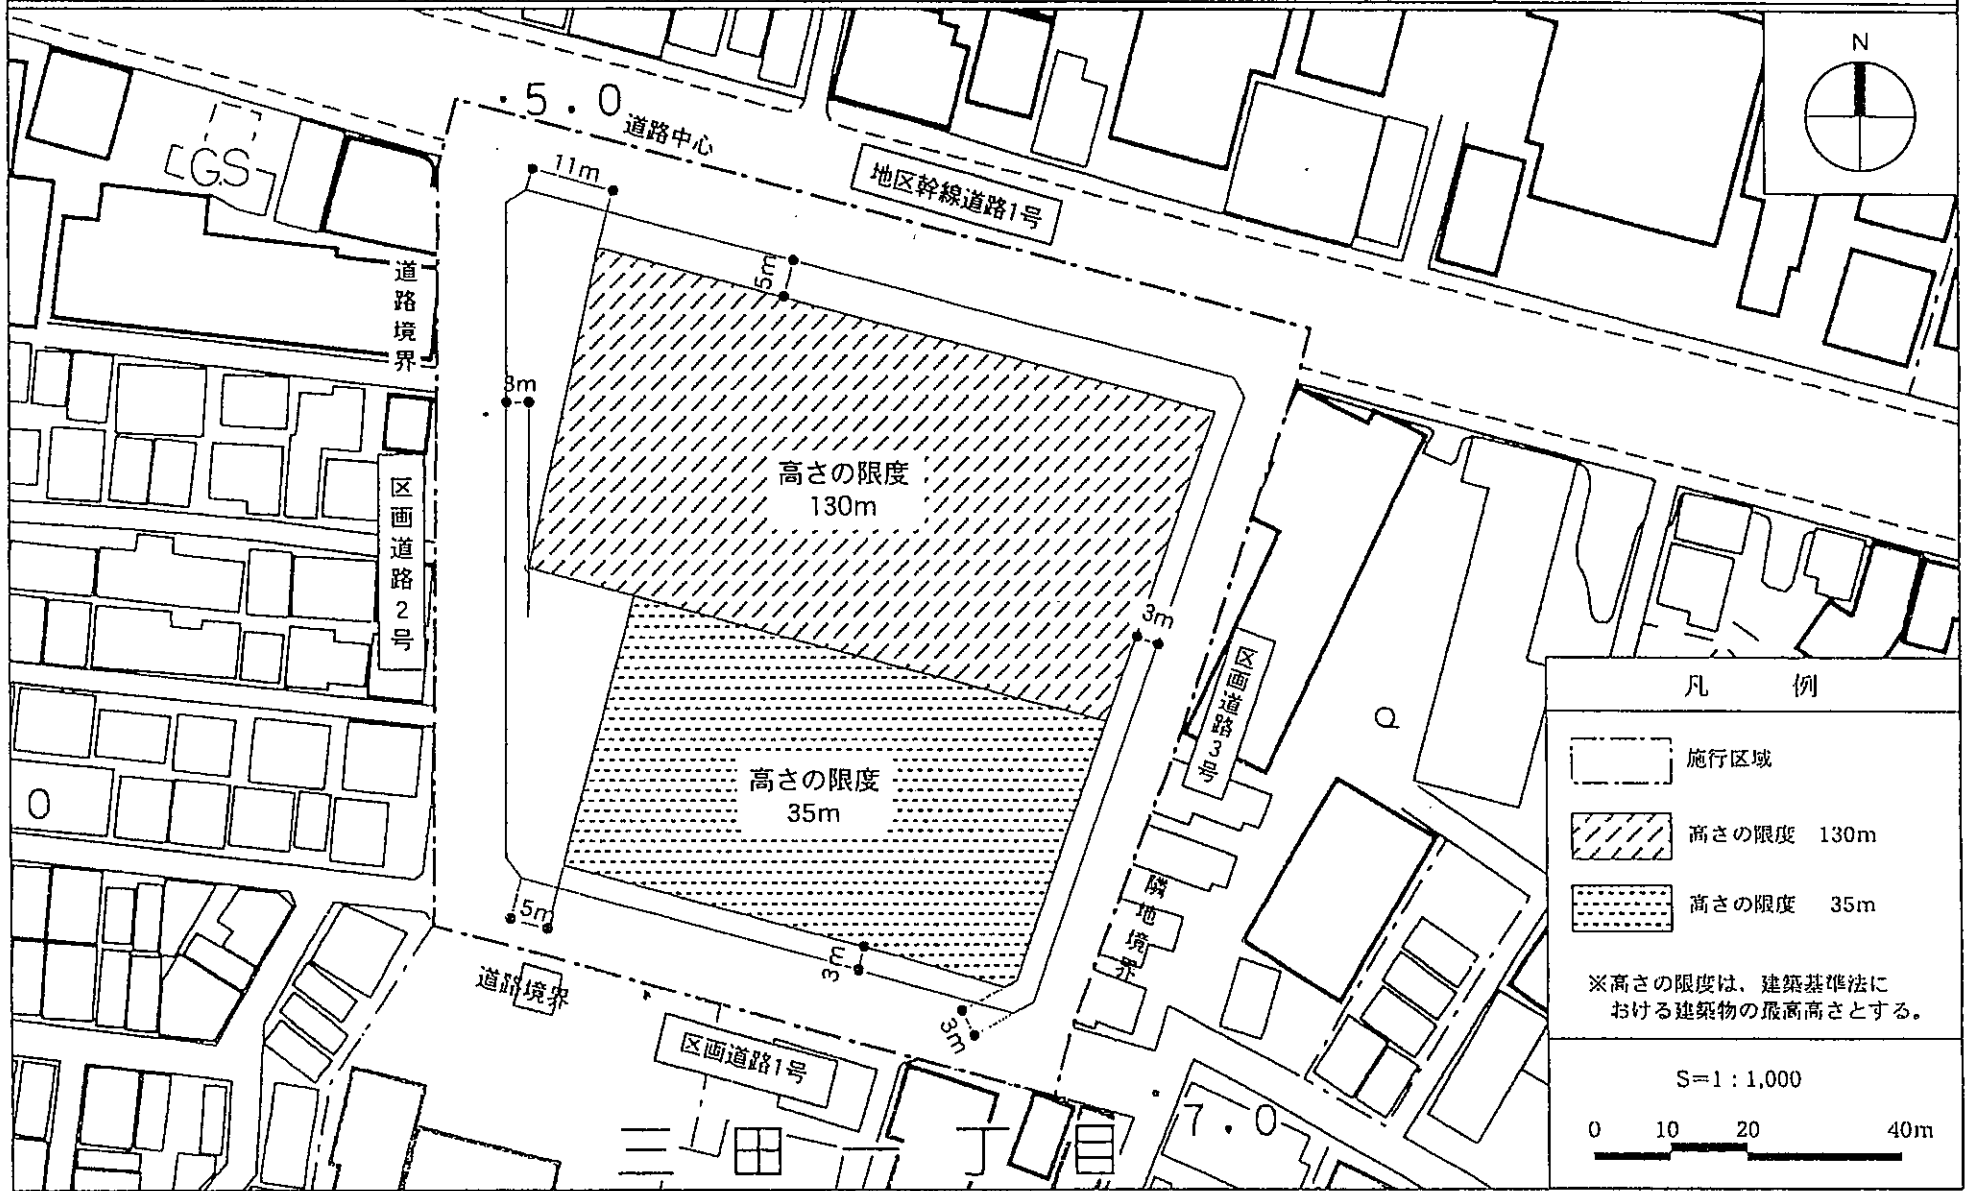 N
・5.0
道路中心
地区幹線道路1号
G.S
11m
5m
道路境界
3m
高さの限度
130m
区画道路2号
3m
区画道路3号
高さの限度
35m
隣地境界
5m
3m
3m
道路境界
区画道路1号
三田一丁目
・7.0
凡 例
施行区域
高さの限度 130m
高さの限度 35m
※高さの限度は、建築基準法に
おける建築物の最高高さとする。
S=1:1,000
0 10 20 40m